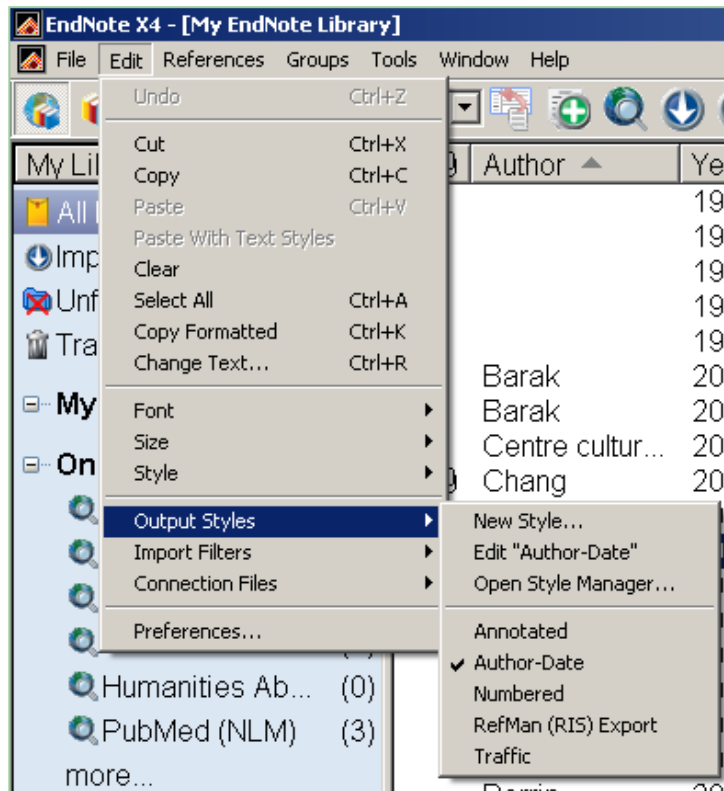 EndNote X4 - [My EndNote Library]
File Edit References Groups Tools Window Help
Undo Ctrl+Z
Cut Ctrl+X
Copy Ctrl+C
Paste Ctrl+V
Paste With Text Styles
Clear
Select All Ctrl+A
Copy Formatted Ctrl+K
Change Text... Ctrl+R
Font
Size
Style
Output Styles
Import Filters
Connection Files
Preferences...
New Style...
Edit "Author-Date"
Open Style Manager...
Annotated
Author-Date
Numbered
RefMan (RIS) Export
Traffic
My Lil
All
Imp
Unf
Tra
My
On
Humanities Ab... (0)
PubMed (NLM) (3)
more...
Author Ye
19
19
19
19
19
Barak 20
Barak 20
Centre cultur... 20
Chang 20